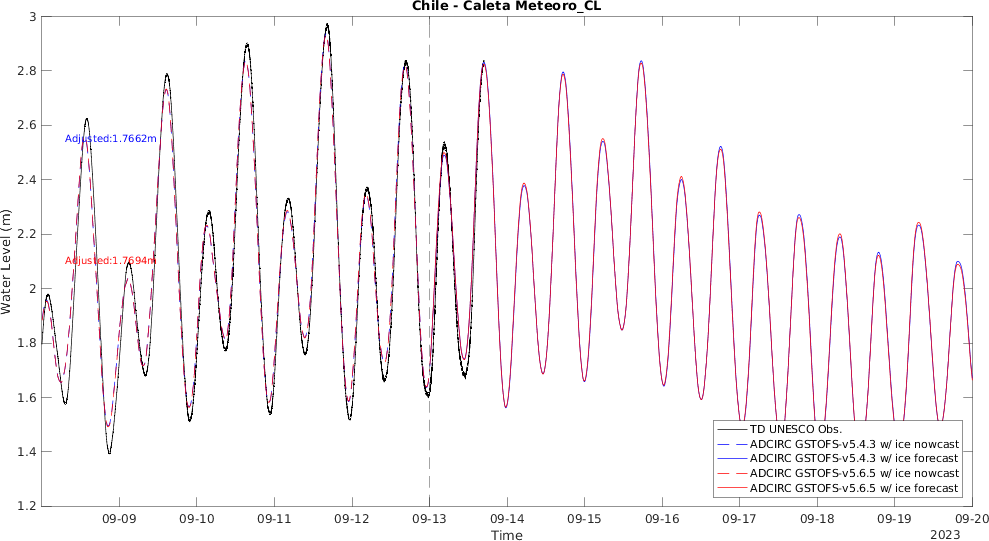 Chile - Caleta Meteoro_CL
3
2.8
2.6
2.4
2.2
2
1.8
1.6
1.4
1.2
Water Level (m)
Adjusted:1.7662m
Adjusted:1.7694m
TD UNESCO Obs.
ADCIRC GSTOFS-v5.4.3 w/ ice nowcast
ADCIRC GSTOFS-v5.4.3 w/ ice forecast
ADCIRC GSTOFS-v5.6.5 w/ ice nowcast
ADCIRC GSTOFS-v5.6.5 w/ ice forecast
09-09 09-10 09-11 09-12 09-13 09-14 09-15 09-16 09-17 09-18 09-19 09-20
Time
2023